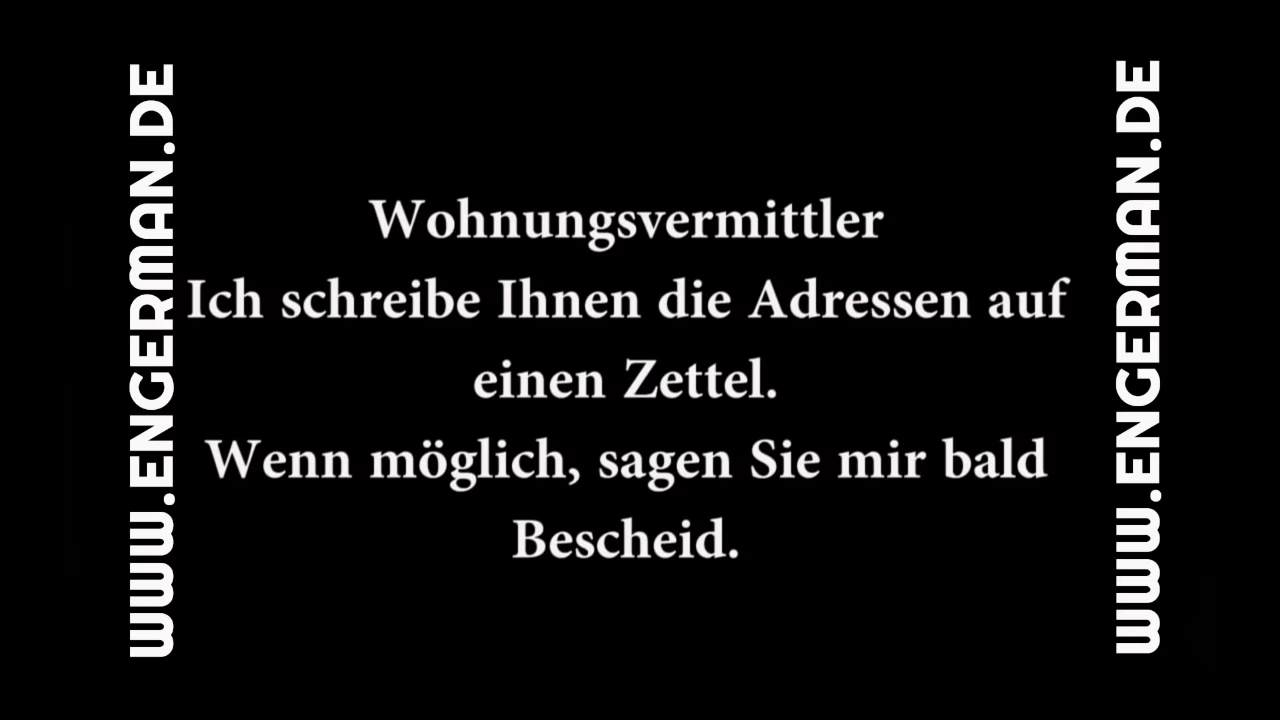 WWW.ENGERMAN.DE
Wohnungsvermittler
Ich schreibe Ihnen die Adressen auf
einen Zettel.
Wenn möglich, sagen Sie mir bald
Bescheid.
WWW.ENGERMAN.DE